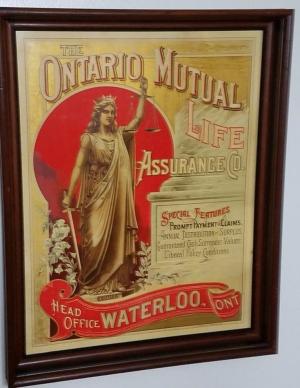 THE
ONTARIO MUTUAL
LIFE
ASSURANCE CO.
SPECIAL FEATURES
PROMPT PAYMENT OF CLAIMS.
ANNUAL DISTRIBUTION OF SURPLUS
Guaranteed Cash Surrender Values
Liberal Policy Conditions
HEAD OFFICE WATERLOO, ONT